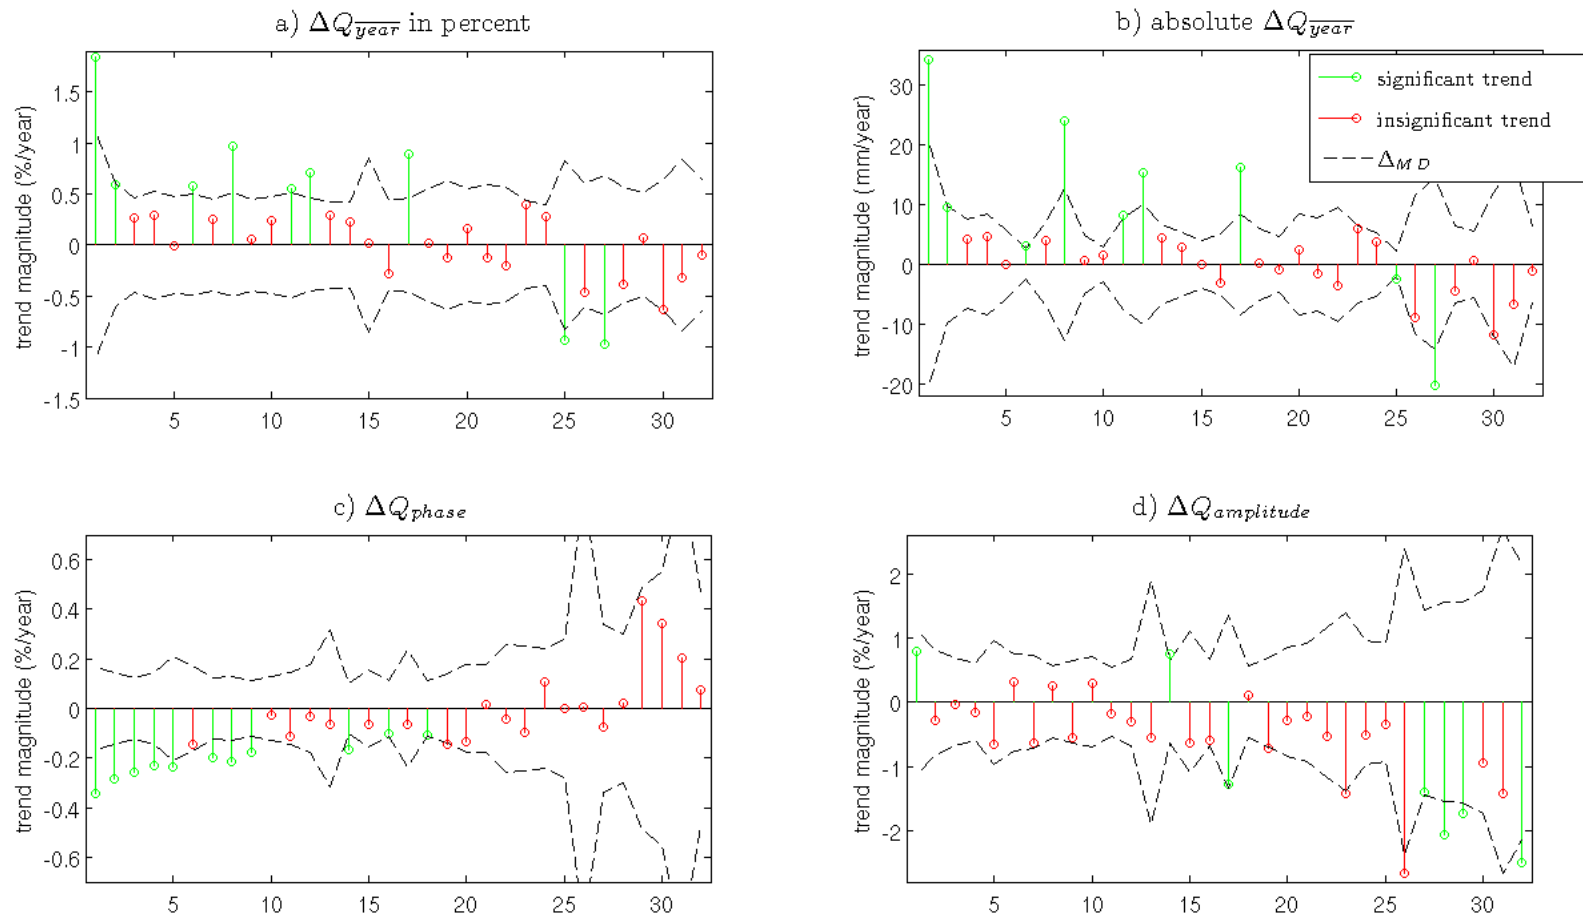 a) ΔQ_year in percent
trend magnitude (%/year)
1.5
1
0.5
0
-0.5
-1
-1.5
5 10 15 20 25 30
b) absolute ΔQ_year
trend magnitude (mm/year)
30
20
10
0
-10
-20
5 10 15 20 25 30
significant trend
insignificant trend
Δ_MD
c) ΔQ_phase
trend magnitude (%/year)
0.6
0.4
0.2
0
-0.2
-0.4
-0.6
5 10 15 20 25 30
d) ΔQ_amplitude
trend magnitude (%/year)
2
1
0
-1
-2
5 10 15 20 25 30